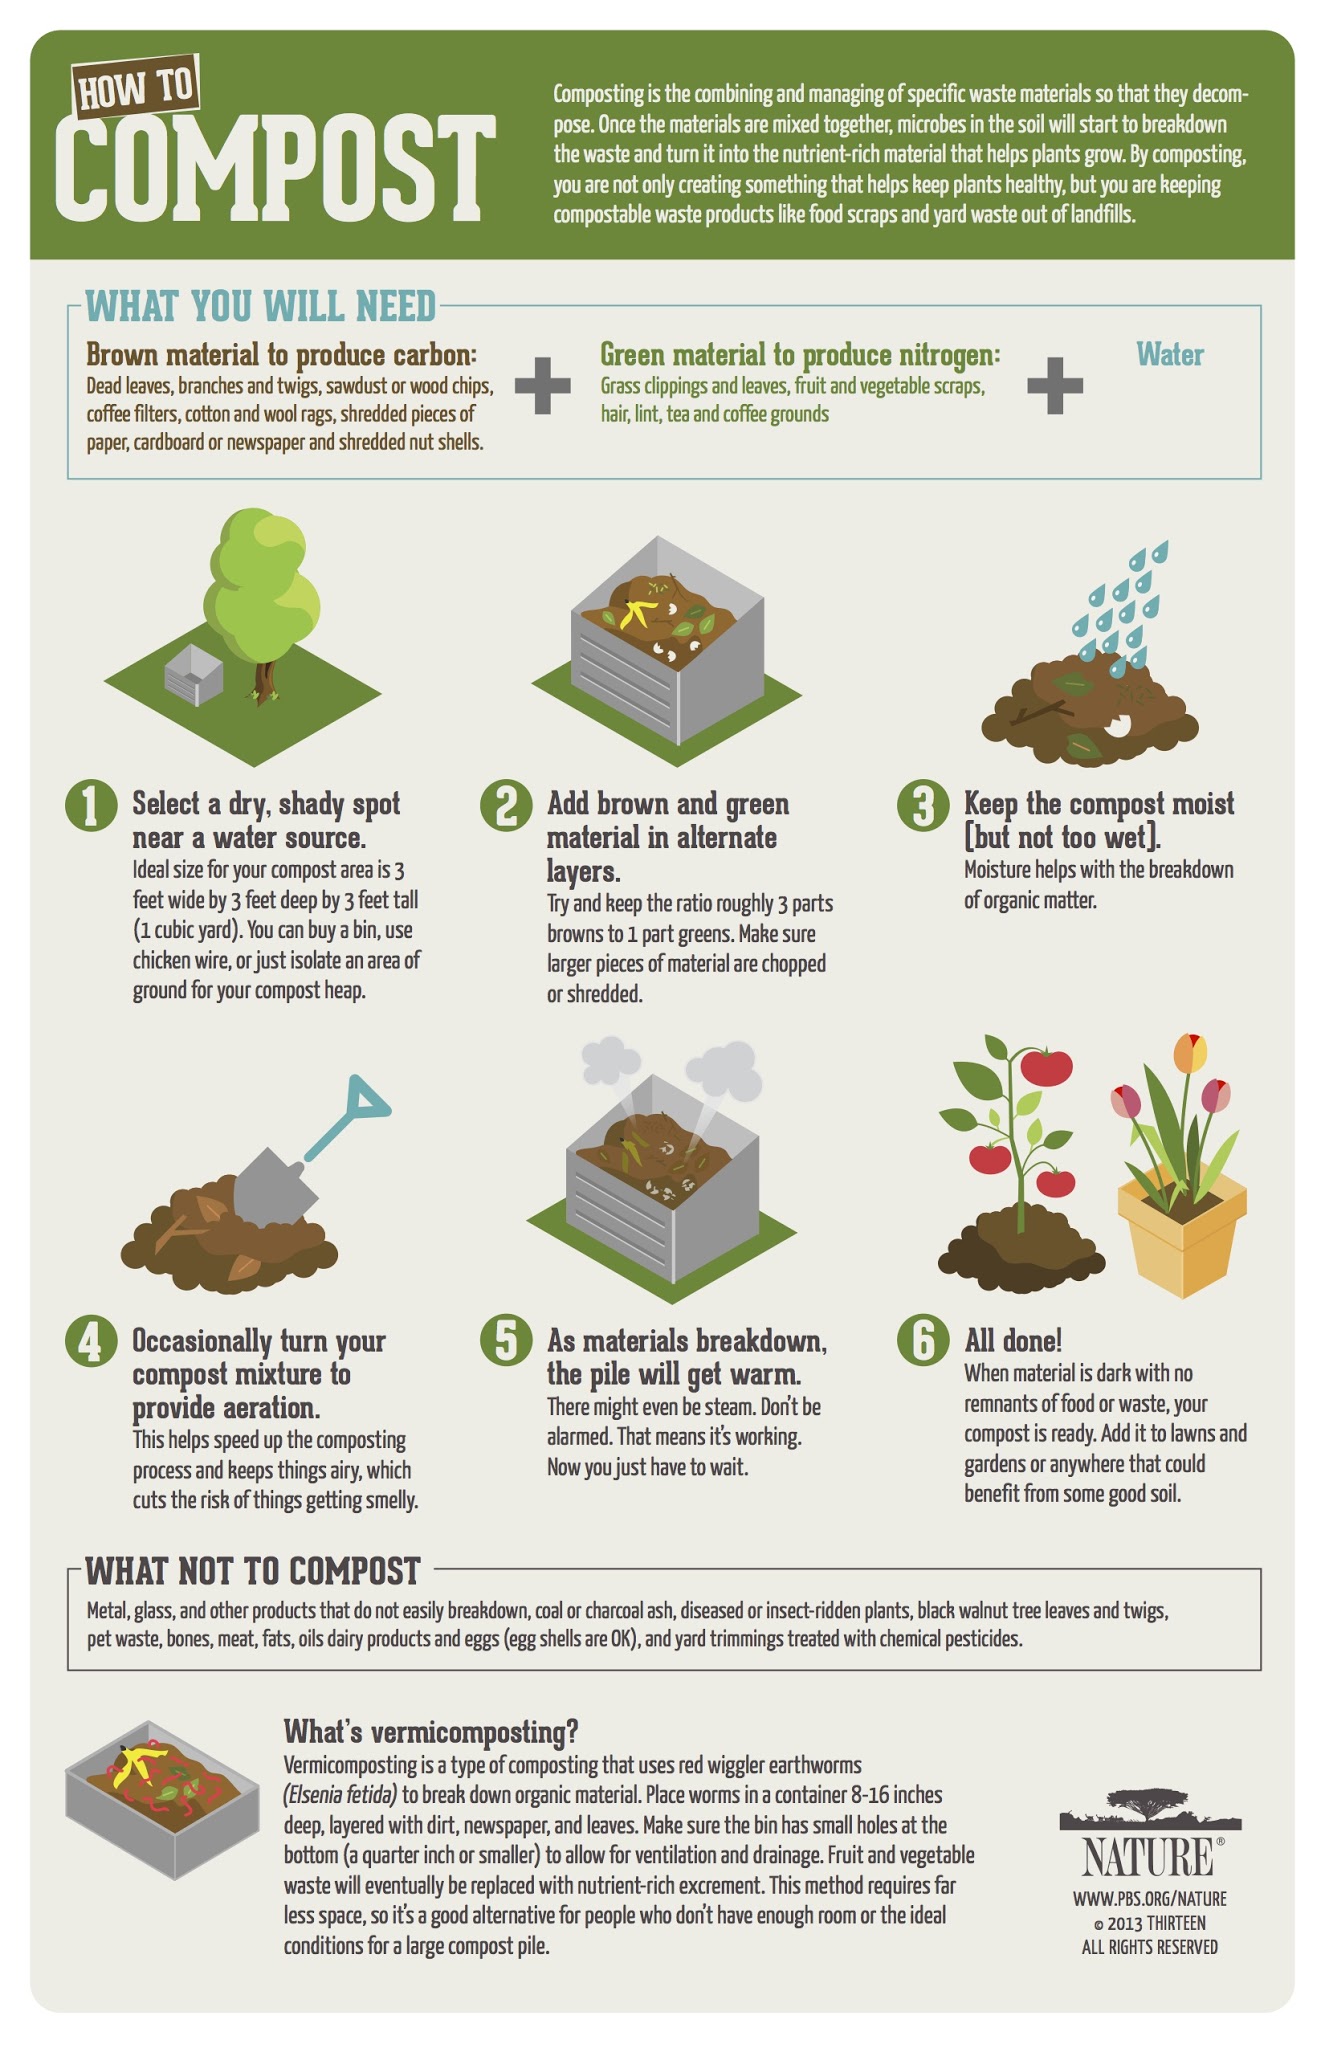 HOW TO
COMPOST
Composting is the combining and managing of specific waste materials so that they decom-
pose. Once the materials are mixed together, microbes in the soil will start to breakdown
the waste and turn it into the nutrient-rich material that helps plants grow. By composting,
you are not only creating something that helps keep plants healthy, but you are keeping
compostable waste products like food scraps and yard waste out of landfills.
WHAT YOU WILL NEED
Brown material to produce carbon:
Dead leaves, branches and twigs, sawdust or wood chips,
coffee filters, cotton and wool rags, shredded pieces of
paper, cardboard or newspaper and shredded nut shells.
+
Green material to produce nitrogen:
Grass clippings and leaves, fruit and vegetable scraps,
hair, lint, tea and coffee grounds
+
Water
1
Select a dry, shady spot
near a water source.
Ideal size for your compost area is 3
feet wide by 3 feet deep by 3 feet tall
(1 cubic yard). You can buy a bin, use
chicken wire, or just isolate an area of
ground for your compost heap.
2
Add brown and green
material in alternate
layers.
Try and keep the ratio roughly 3 parts
browns to 1 part greens. Make sure
larger pieces of material are chopped
or shredded.
3
Keep the compost moist
[but not too wet].
Moisture helps with the breakdown
of organic matter.
4
Occasionally turn your
compost mixture to
provide aeration.
This helps speed up the composting
process and keeps things airy, which
cuts the risk of things getting smelly.
5
As materials breakdown,
the pile will get warm.
There might even be steam. Don't be
alarmed. That means it's working.
Now you just have to wait.
6
All done!
When material is dark with no
remnants of food or waste, your
compost is ready. Add it to lawns and
gardens or anywhere that could
benefit from some good soil.
WHAT NOT TO COMPOST
Metal, glass, and other products that do not easily breakdown, coal or charcoal ash, diseased or insect-ridden plants, black walnut tree leaves and twigs,
pet waste, bones, meat, fats, oils dairy products and eggs (egg shells are OK), and yard trimmings treated with chemical pesticides.
What's vermicomposting?
Vermicomposting is a type of composting that uses red wiggler earthworms
(Elsenia fetida) to break down organic material. Place worms in a container 8-16 inches
deep, layered with dirt, newspaper, and leaves. Make sure the bin has small holes at the
bottom (a quarter inch or smaller) to allow for ventilation and drainage. Fruit and vegetable
waste will eventually be replaced with nutrient-rich excrement. This method requires far
less space, so it's a good alternative for people who don't have enough room or the ideal
conditions for a large compost pile.
NATURE®
WWW.PBS.ORG/NATURE
© 2013 THIRTEEN
ALL RIGHTS RESERVED